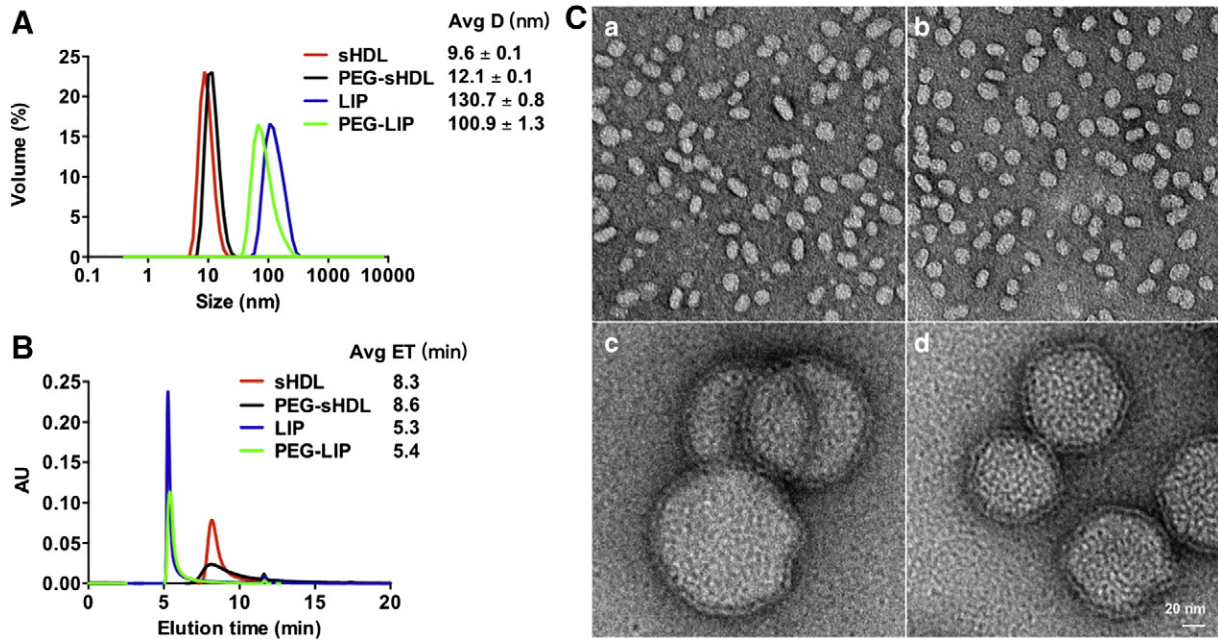 A
Avg D (nm)
sHDL 9.6 ± 0.1
PEG-sHDL 12.1 ± 0.1
LIP 130.7 ± 0.8
PEG-LIP 100.9 ± 1.3
Volume (%)
25
20
15
10
5
0
0.1 1 10 100 1000 10000
Size (nm)
B
Avg ET (min)
sHDL 8.3
PEG-sHDL 8.6
LIP 5.3
PEG-LIP 5.4
AU
0.25
0.20
0.15
0.10
0.05
0.00
0 5 10 15 20
Elution time (min)
C
a
b
c
d
20 nm